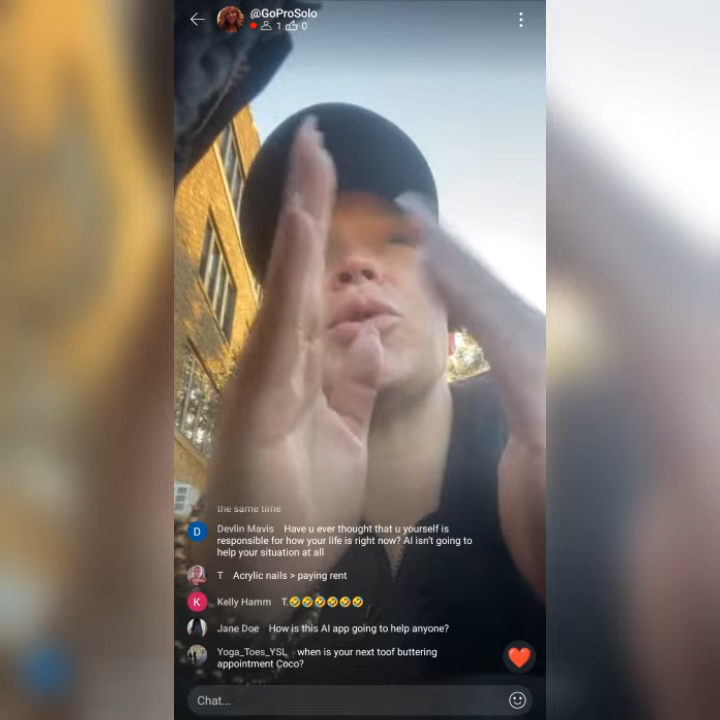 @GoProSolo
1 0
the same time
D
Devlin Mavis Have u ever thought that u yourself is
responsible for how your life is right now? AI isn't going to
help your situation at all
T Acrylic nails > paying rent
K
Kelly Hamm T.🤣🤣🤣🤣🤣🤣
Jane Doe How is this AI app going to help anyone?
Yoga_Toes_YSL when is your next toof buttering
appointment Coco?
Chat...